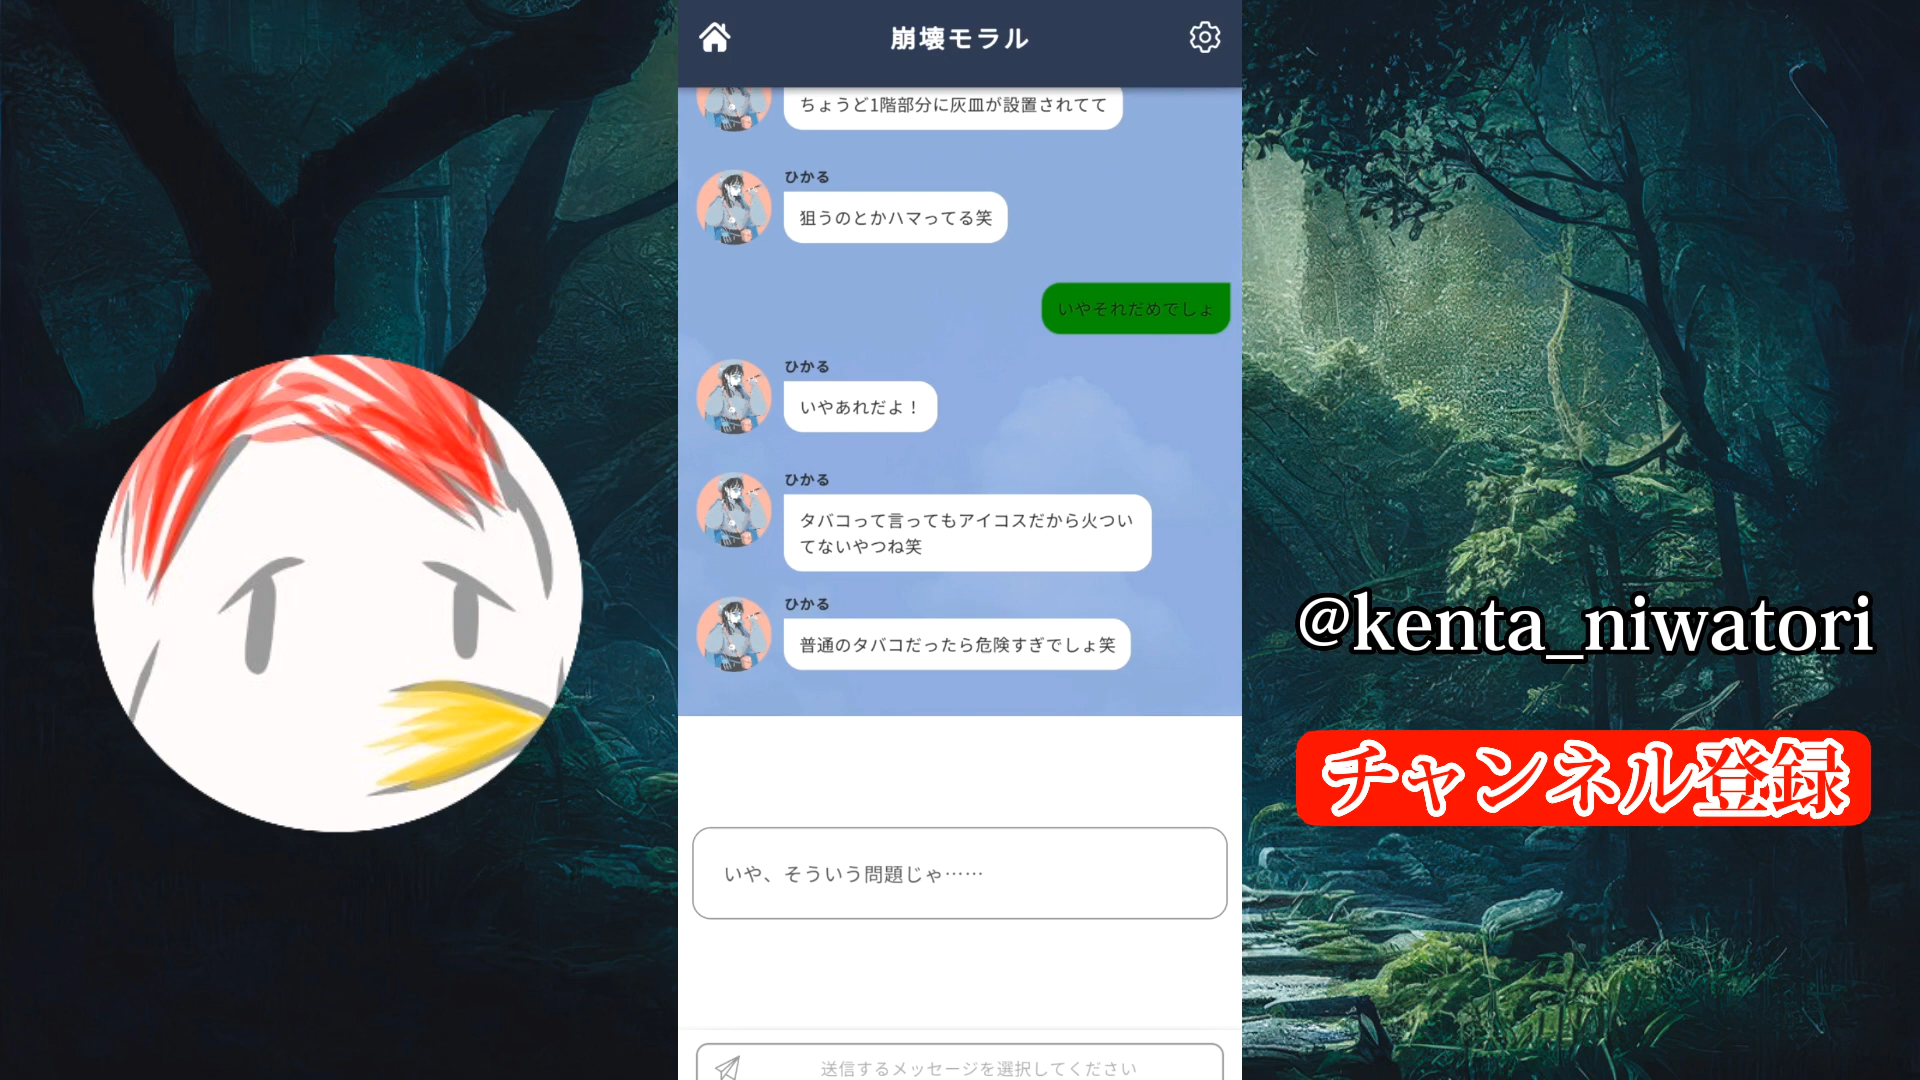 崩壊モラル
ちょうど1階部分に灰皿が設置されてて
ひかる
狙うのとかハマってる笑
いやそれだめでしょ
ひかる
いやあれだよ！
ひかる
タバコって言ってもアイコスだから火つい
てないやつね笑
ひかる
普通のタバコだったら危険すぎでしょ笑
いや、そういう問題じゃ……
送信するメッセージを選択してください
@kenta_niwatori
チャンネル登録